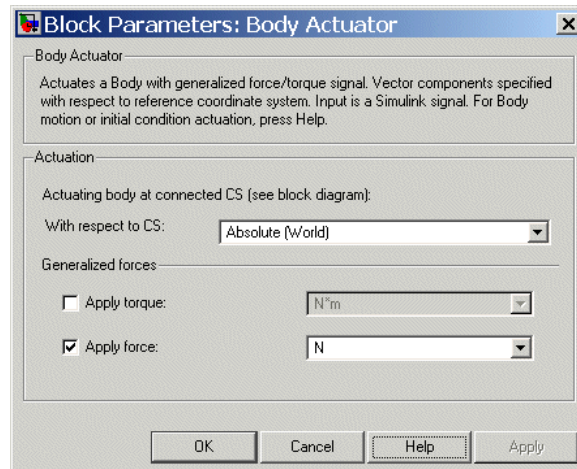 Block Parameters: Body Actuator
Body Actuator
Actuates a Body with generalized force/torque signal. Vector components specified
with respect to reference coordinate system. Input is a Simulink signal. For Body
motion or initial condition actuation, press Help.
Actuation
Actuating body at connected CS (see block diagram):
With respect to CS: Absolute (World)
Generalized forces
Apply torque: N*m
Apply force: N
OK Cancel Help Apply